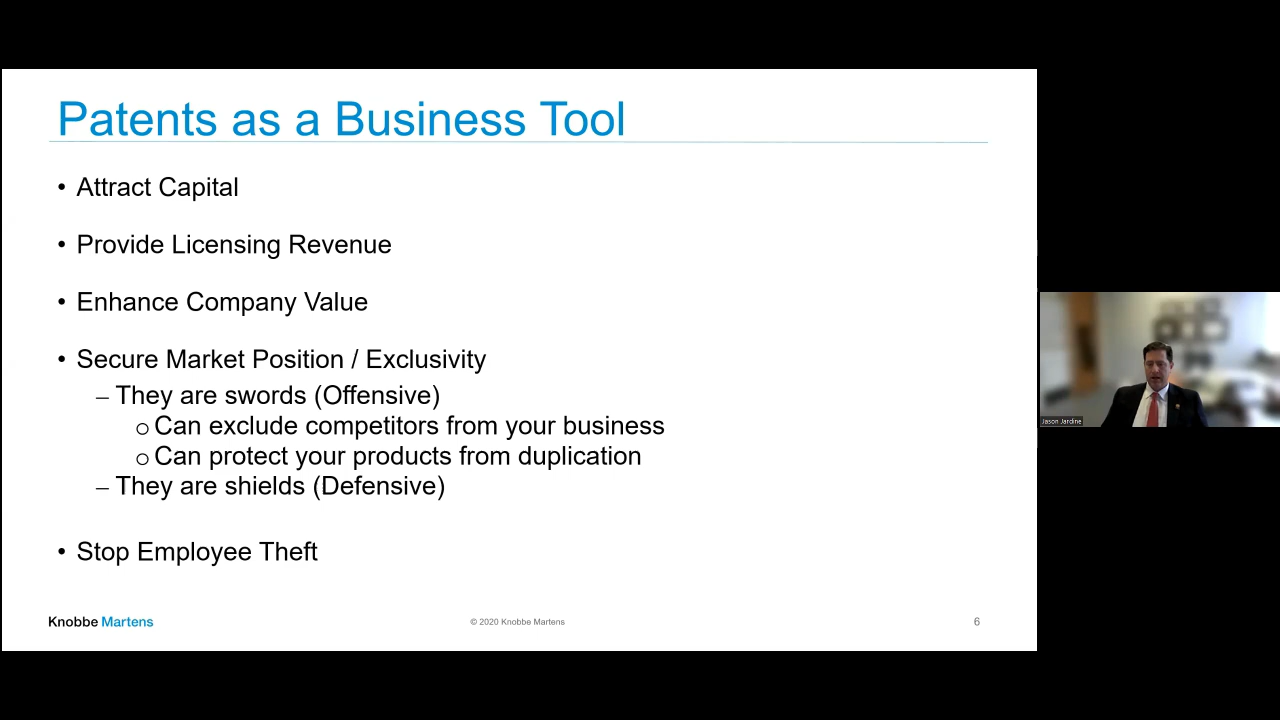 Patents as a Business Tool
• Attract Capital
• Provide Licensing Revenue
• Enhance Company Value
• Secure Market Position / Exclusivity
– They are swords (Offensive)
o Can exclude competitors from your business
o Can protect your products from duplication
– They are shields (Defensive)
• Stop Employee Theft
Knobbe Martens
© 2020 Knobbe Martens
6
Jason Jardine